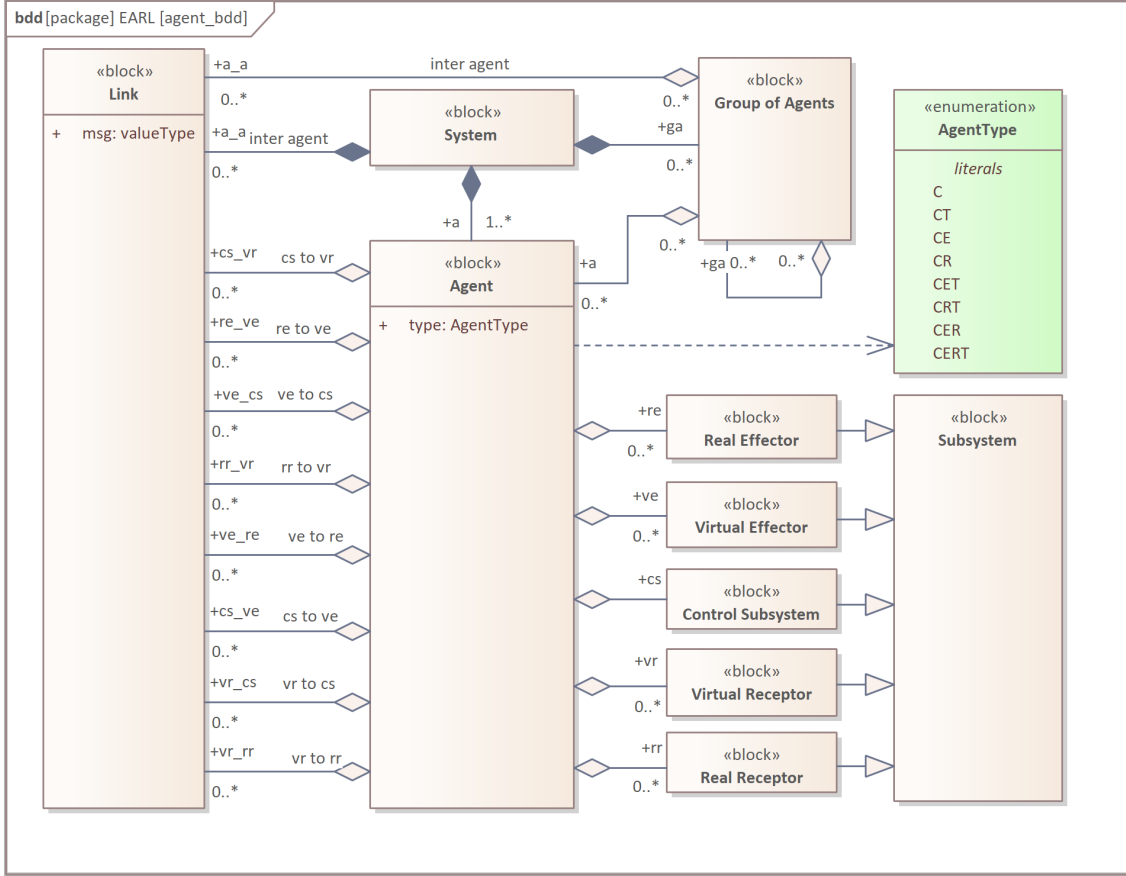 bdd [package] EARL [agent_bdd]
«block»
Link
+ msg: valueType
+a_a
inter agent
0..*
0..*
+a_a
inter agent
0..*
«block»
System
+ga
0..*
«block»
Group of Agents
+a
1..*
0..*
+a
0..*
+ga 0..*
0..*
«enumeration»
AgentType
literals
C
CT
CE
CR
CET
CRT
CER
CERT
«block»
Agent
+ type: AgentType
+cs_vr
cs to vr
0..*
+re_ve
re to ve
0..*
+ve_cs
ve to cs
0..*
+rr_vr
rr to vr
0..*
+ve_re
ve to re
0..*
+cs_ve
cs to ve
0..*
+vr_cs
vr to cs
0..*
+vr_rr
vr to rr
0..*
+re
0..*
«block»
Real Effector
+ve
0..*
«block»
Virtual Effector
+cs
«block»
Control Subsystem
+vr
0..*
«block»
Virtual Receptor
+rr
0..*
«block»
Real Receptor
«block»
Subsystem